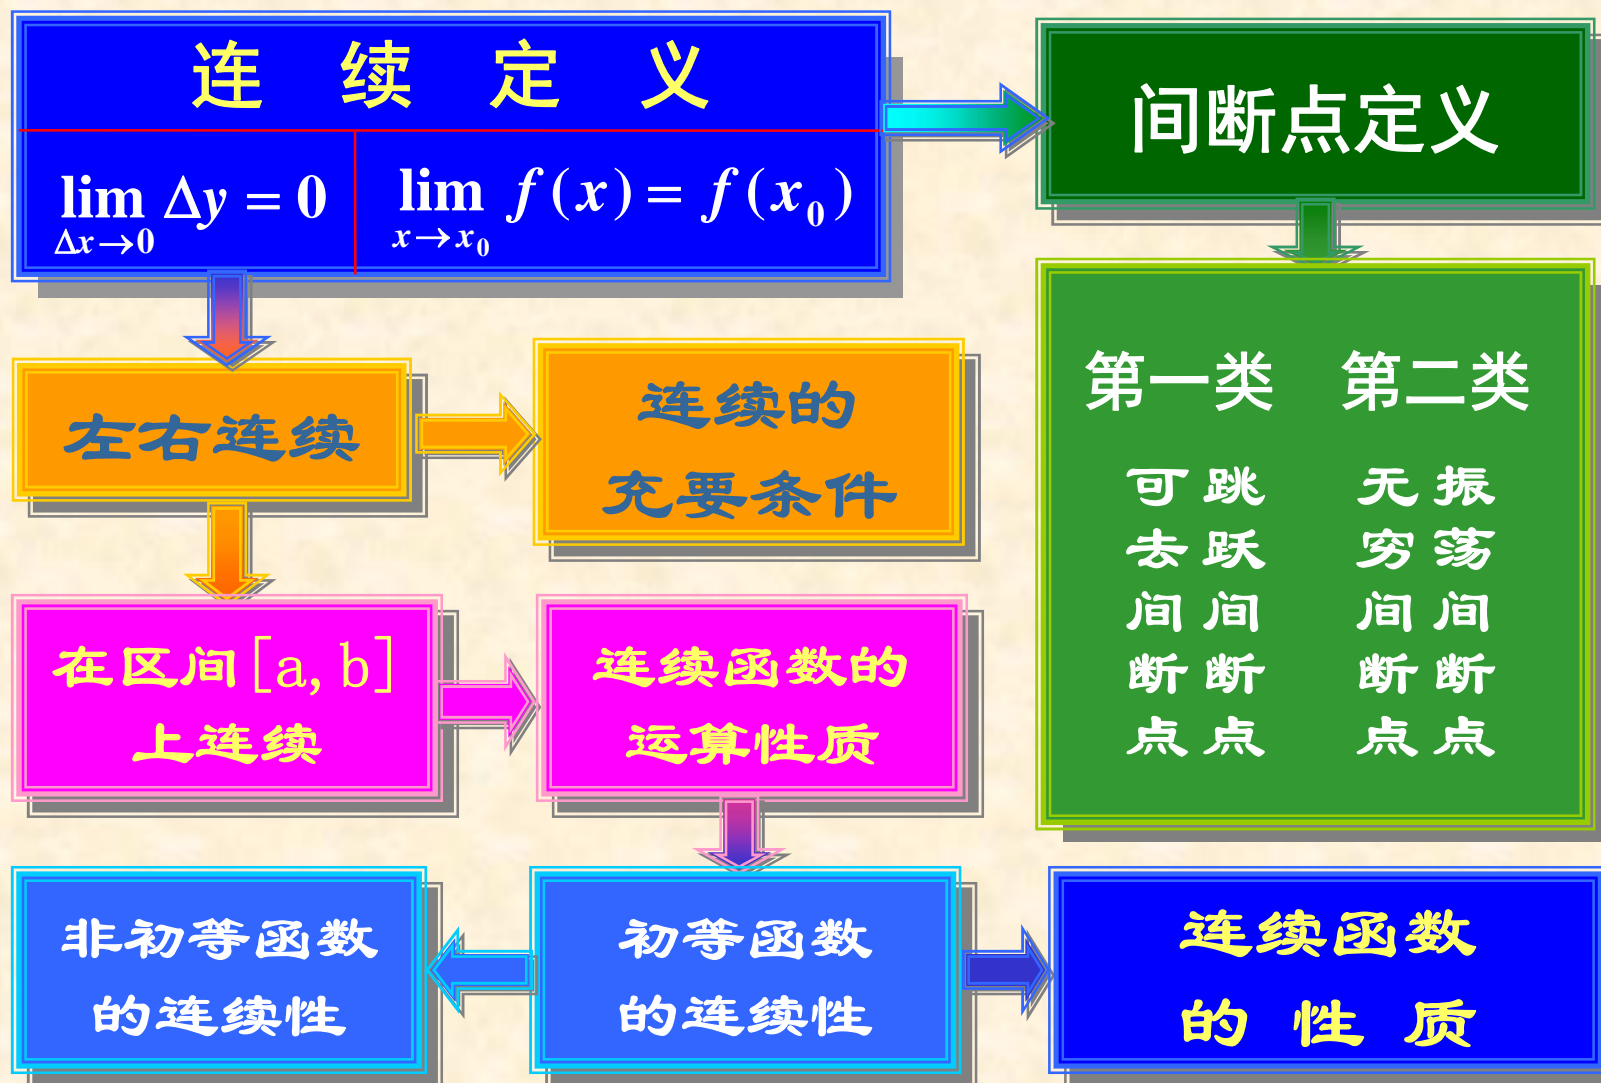 连 续 定 义
lim Δy = 0
Δx→0
lim f(x) = f(x₀)
x→x₀
间断点定义
左右连续
连续的
充要条件
第一类 第二类
可 跳 无 振
去 跃 穷 荡
间 间 间 间
断 断 断 断
点 点 点 点
在区间[a,b]
上连续
连续函数的
运算性质
非初等函数
的连续性
初等函数
的连续性
连续函数
的 性 质